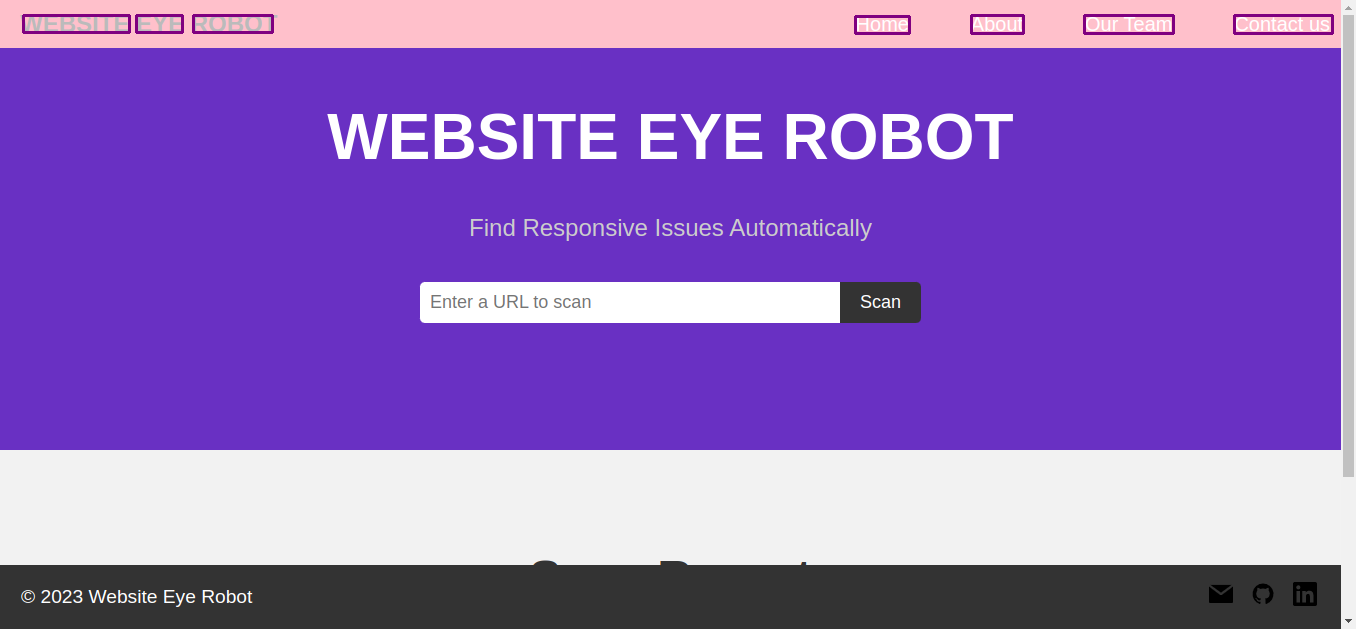 WEBSITE EYE ROBOT
Home About Our Team Contact us
WEBSITE EYE ROBOT
Find Responsive Issues Automatically
Enter a URL to scan Scan
© 2023 Website Eye Robot